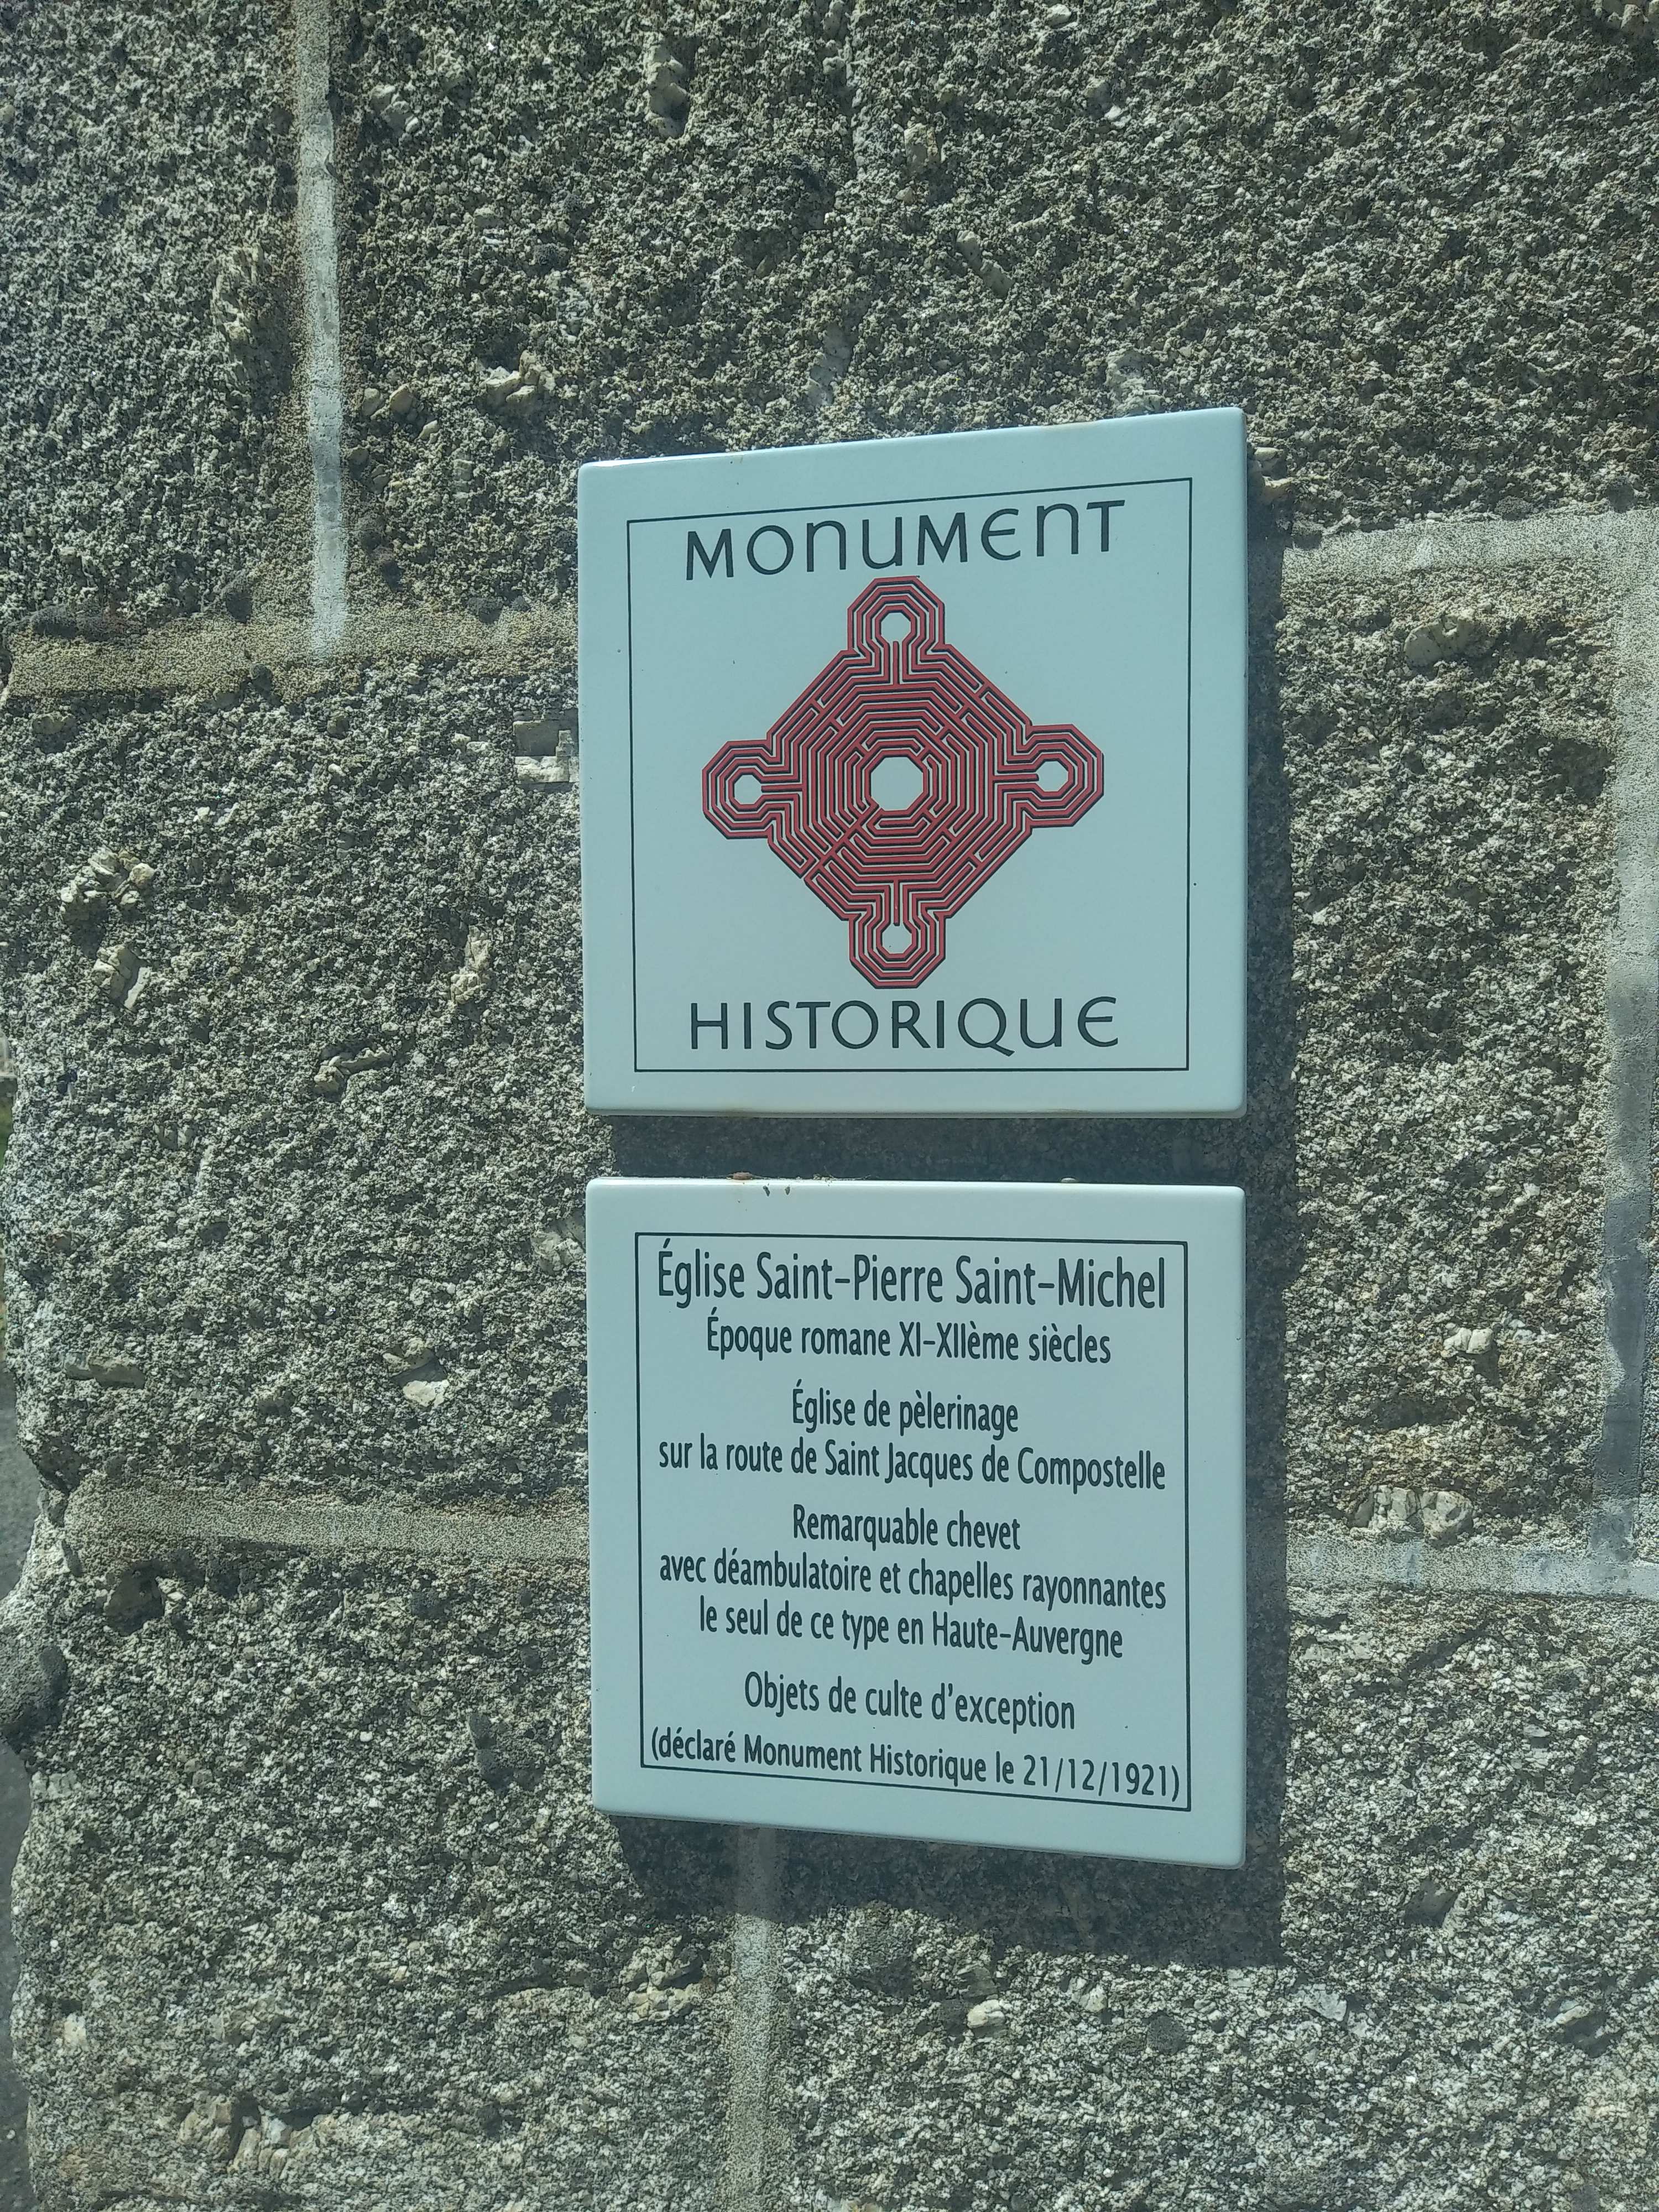 MONUMENT
HISTORIQUE
Église Saint-Pierre Saint-Michel
Époque romane XI-XIIème siècles
Église de pèlerinage
sur la route de Saint Jacques de Compostelle
Remarquable chevet
avec déambulatoire et chapelles rayonnantes
le seul de ce type en Haute-Auvergne
Objets de culte d'exception
(déclaré Monument Historique le 21/12/1921)